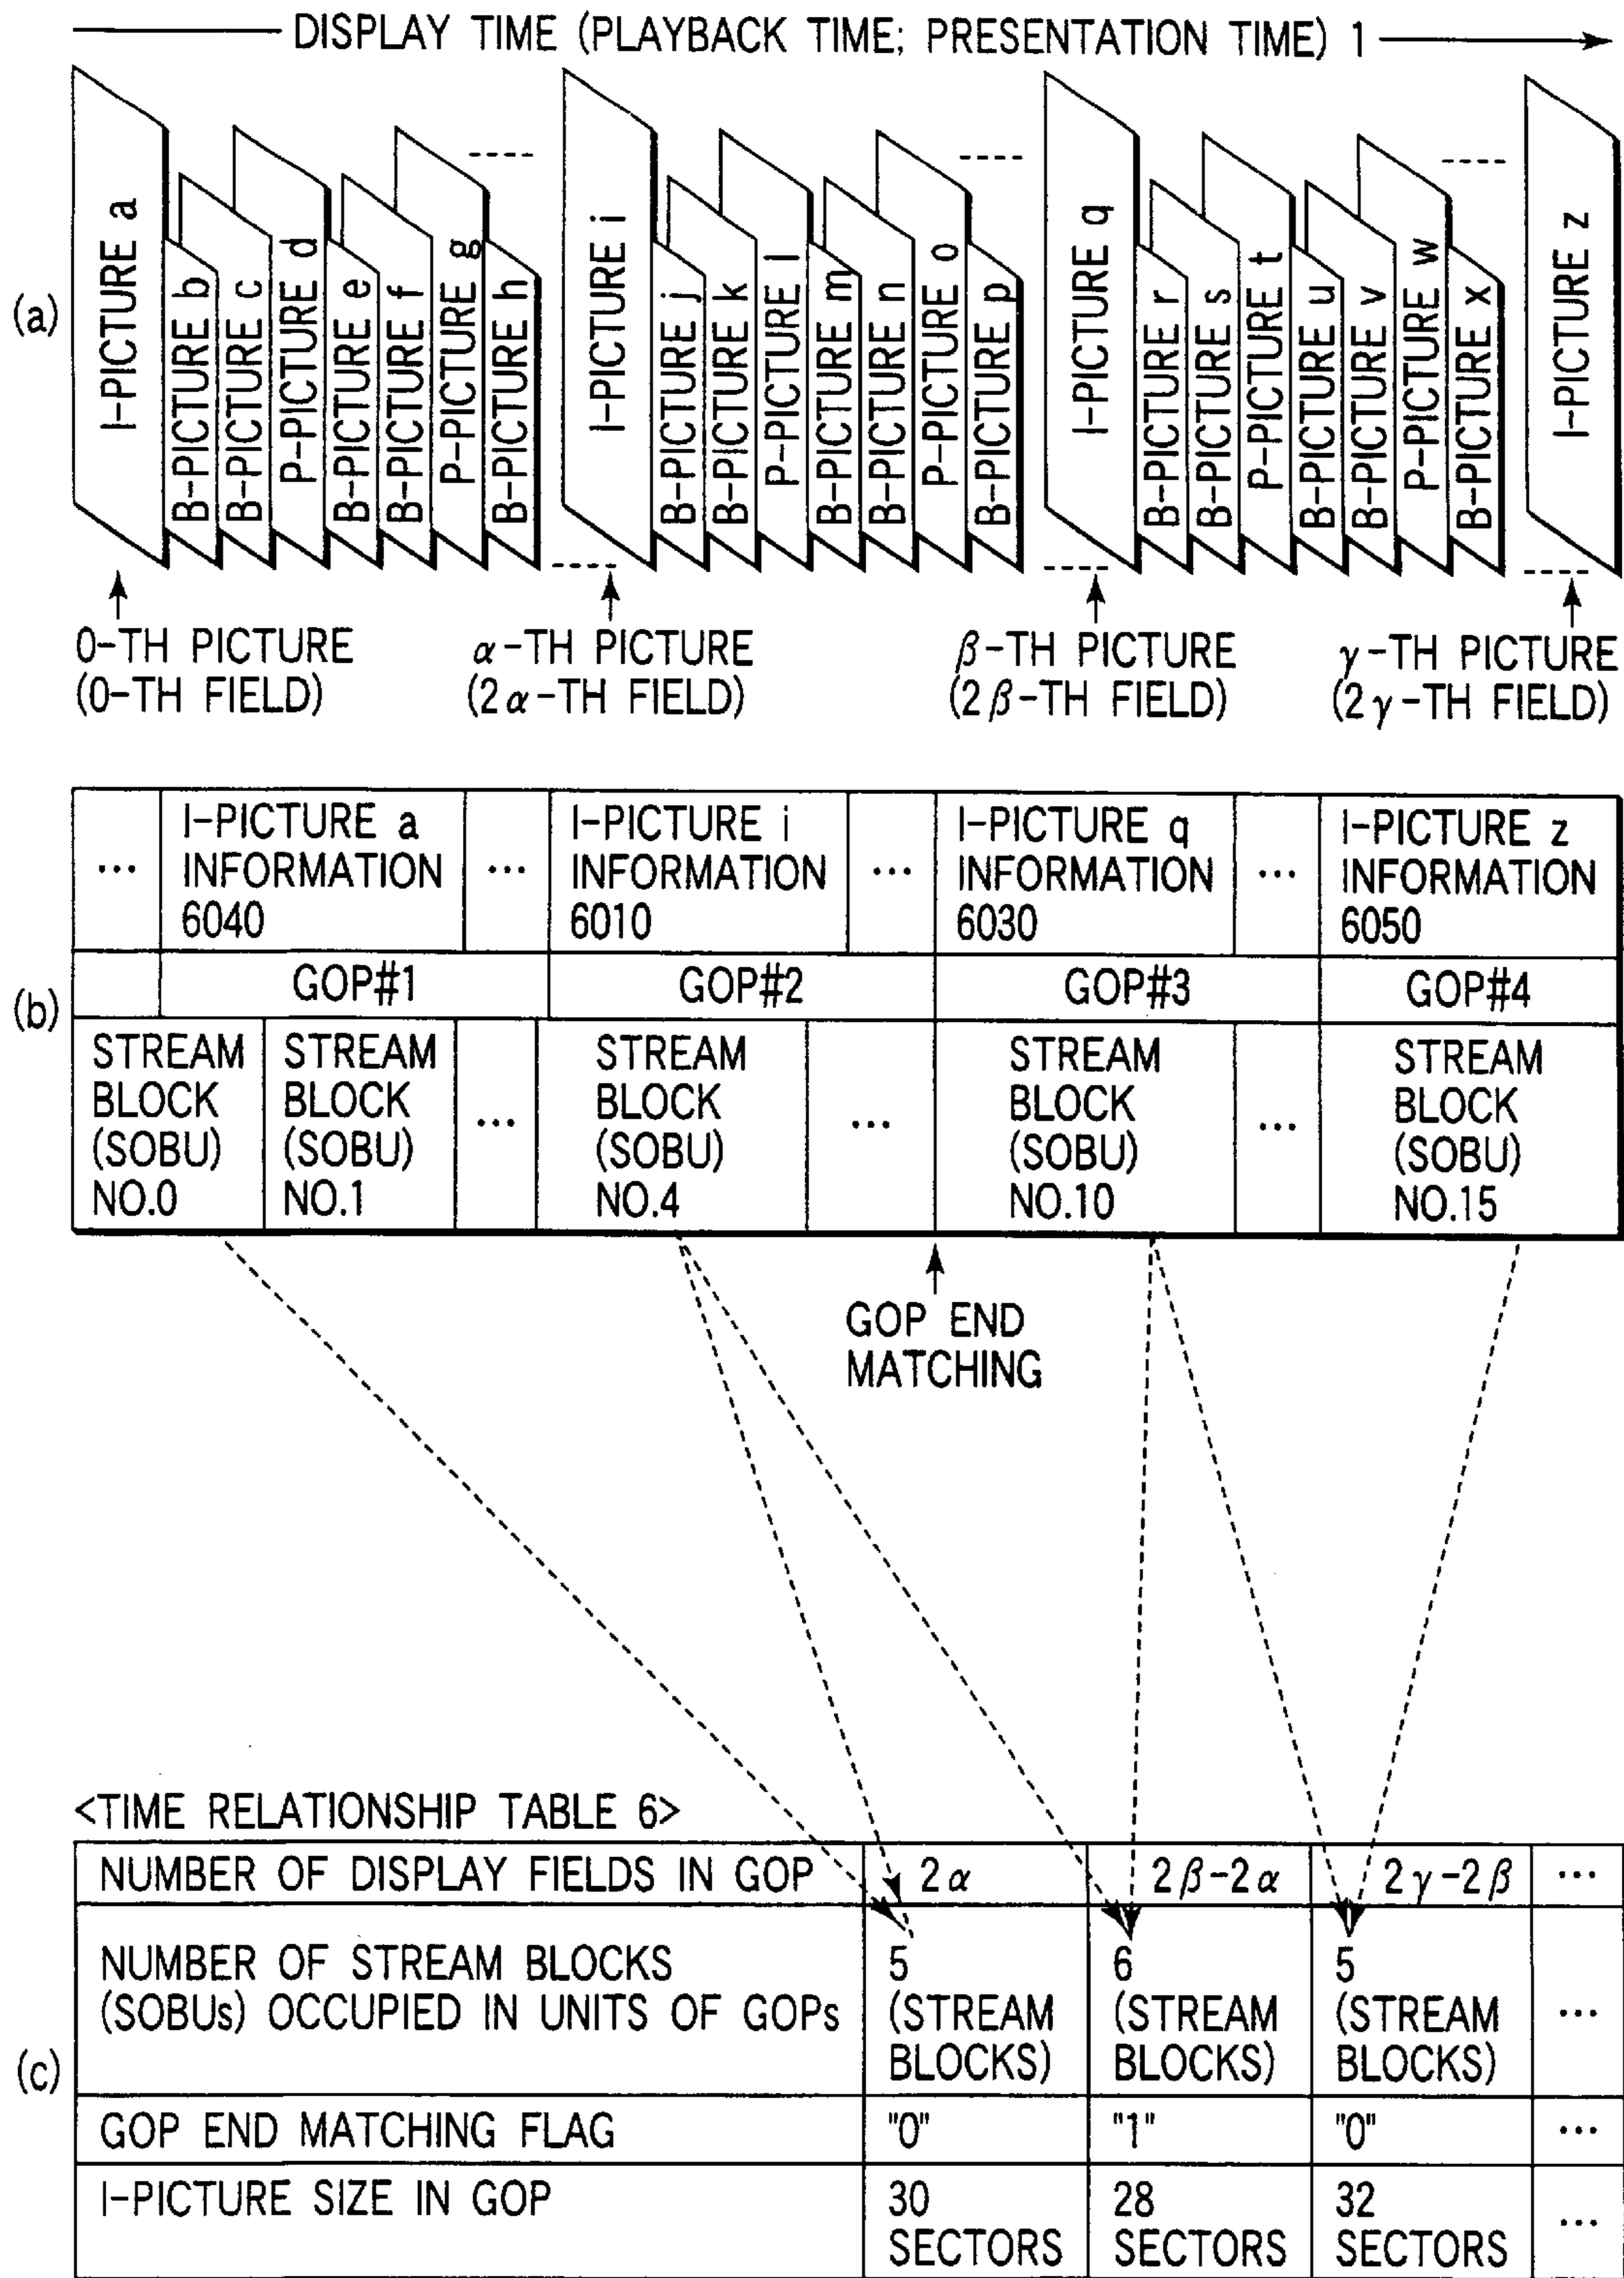 DISPLAY TIME (PLAYBACK TIME; PRESENTATION TIME) 1
(a)
I-PICTURE a
B-PICTURE b
B-PICTURE c
P-PICTURE d
B-PICTURE e
B-PICTURE f
P-PICTURE g
B-PICTURE h
I-PICTURE i
B-PICTURE j
B-PICTURE k
P-PICTURE l
B-PICTURE m
B-PICTURE n
P-PICTURE o
B-PICTURE p
I-PICTURE q
B-PICTURE r
B-PICTURE s
P-PICTURE t
B-PICTURE u
B-PICTURE v
P-PICTURE w
B-PICTURE x
I-PICTURE z
0-TH PICTURE
(0-TH FIELD)
α-TH PICTURE
(2α-TH FIELD)
β-TH PICTURE
(2β-TH FIELD)
γ-TH PICTURE
(2γ-TH FIELD)
(b)
...
I-PICTURE a
INFORMATION
6040
...
I-PICTURE i
INFORMATION
6010
...
I-PICTURE q
INFORMATION
6030
...
I-PICTURE z
INFORMATION
6050
GOP#1
GOP#2
GOP#3
GOP#4
STREAM
BLOCK
(SOBU)
NO.0
STREAM
BLOCK
(SOBU)
NO.1
...
STREAM
BLOCK
(SOBU)
NO.4
...
STREAM
BLOCK
(SOBU)
NO.10
...
STREAM
BLOCK
(SOBU)
NO.15
GOP END
MATCHING
<TIME RELATIONSHIP TABLE 6>
(c)
NUMBER OF DISPLAY FIELDS IN GOP
2α
2β-2α
2γ-2β
...
NUMBER OF STREAM BLOCKS
(SOBUs) OCCUPIED IN UNITS OF GOPs
5
(STREAM
BLOCKS)
6
(STREAM
BLOCKS)
5
(STREAM
BLOCKS)
...
GOP END MATCHING FLAG
"0"
"1"
"0"
...
I-PICTURE SIZE IN GOP
30
SECTORS
28
SECTORS
32
SECTORS
...